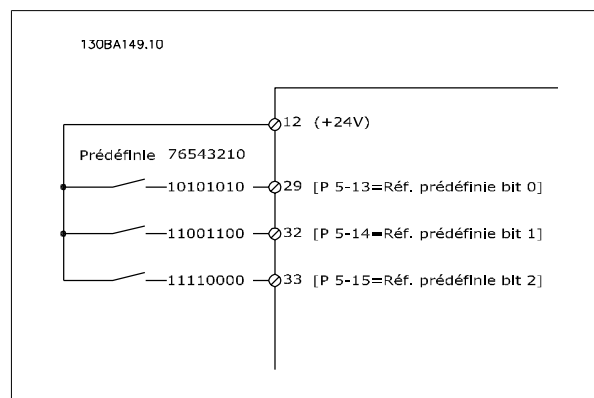 130BA149.10
12 (+24V)
Prédéfinie 76543210
10101010 29 [P 5-13=Réf. prédéfinie bit 0]
11001100 32 [P 5-14=Réf. prédéfinie bit 1]
11110000 33 [P 5-15=Réf. prédéfinie bit 2]